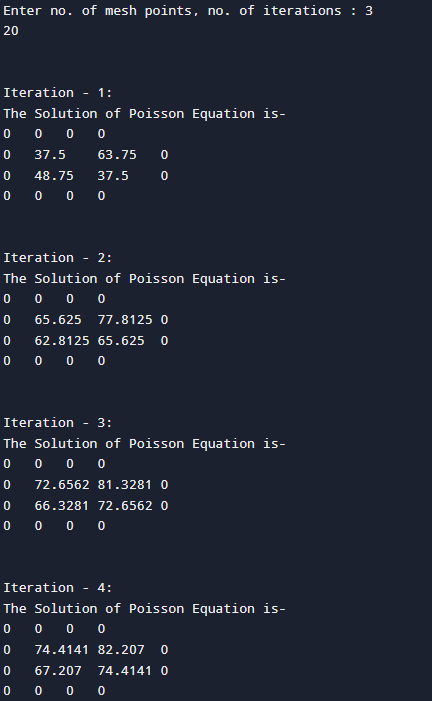 Enter no. of mesh points, no. of iterations : 3
20
Iteration - 1:
The Solution of Poisson Equation is-
0 0 0 0
0 37.5 63.75 0
0 48.75 37.5 0
0 0 0 0
Iteration - 2:
The Solution of Poisson Equation is-
0 0 0 0
0 65.625 77.8125 0
0 62.8125 65.625 0
0 0 0 0
Iteration - 3:
The Solution of Poisson Equation is-
0 0 0 0
0 72.6562 81.3281 0
0 66.3281 72.6562 0
0 0 0 0
Iteration - 4:
The Solution of Poisson Equation is-
0 0 0 0
0 74.4141 82.207 0
0 67.207 74.4141 0
0 0 0 0